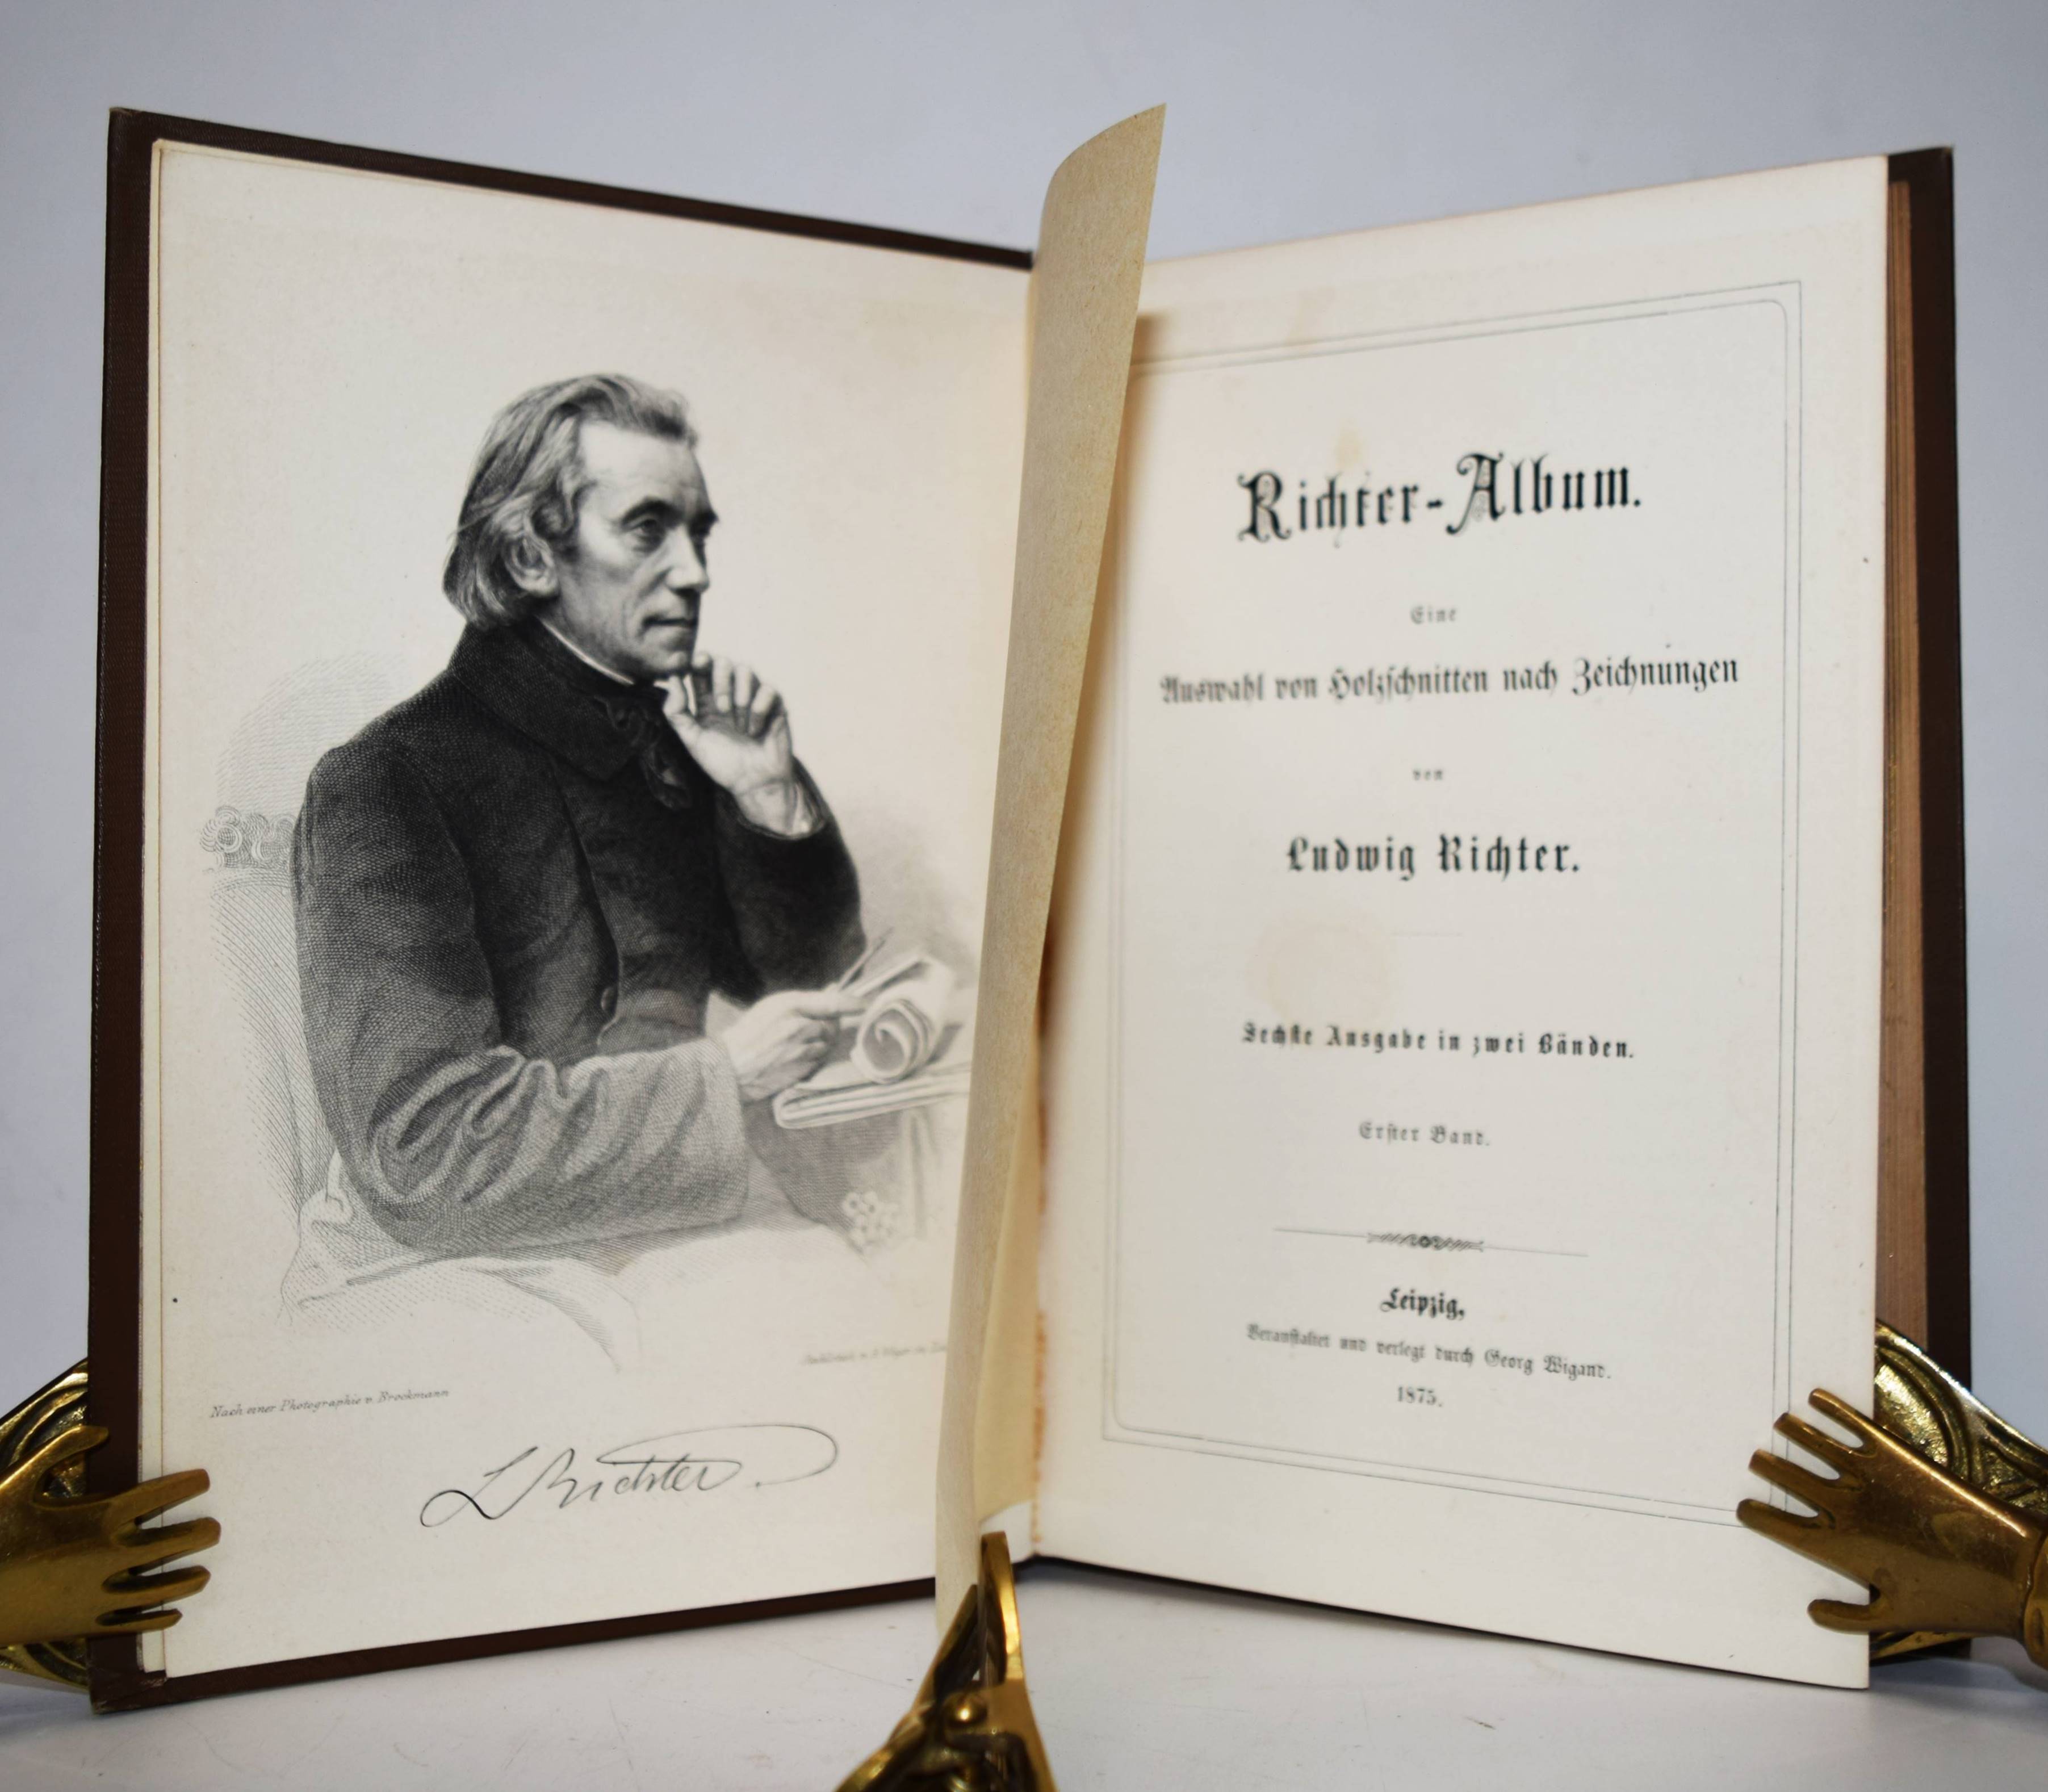 Nach einer Photographie v. Brockmann
L Richter.
Richter-Album.
Eine
Auswahl von Holzſchnitten nach Zeichnungen
von
Ludwig Richter.
Sechſte Ausgabe in zwei Bänden.
Erſter Band.
Leipzig,
Veranſtaltet und verlegt durch Georg Wigand.
1875.